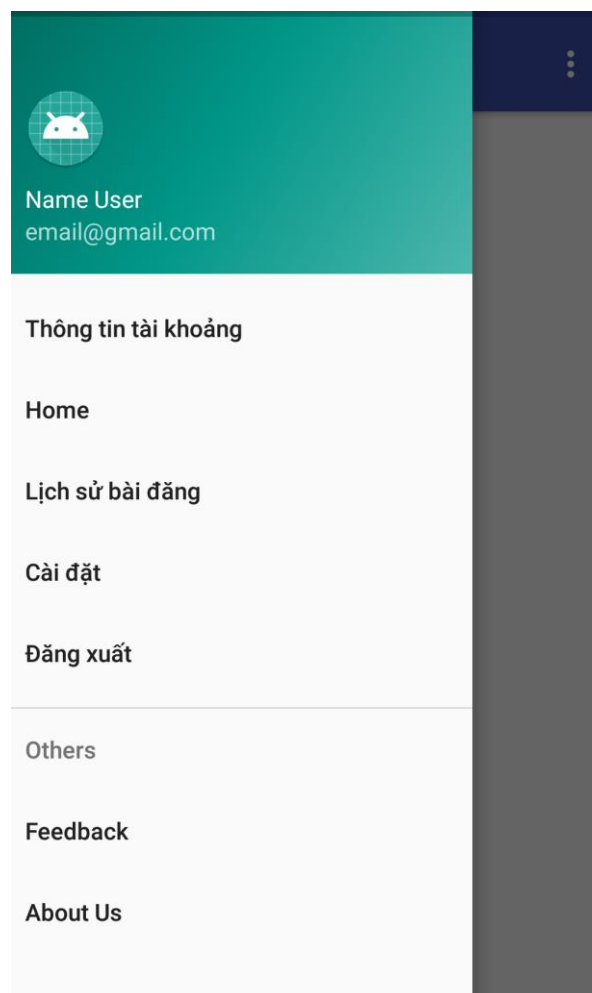 Name User
email@gmail.com
Thông tin tài khoảng
Home
Lịch sử bài đăng
Cài đặt
Đăng xuất
Others
Feedback
About Us